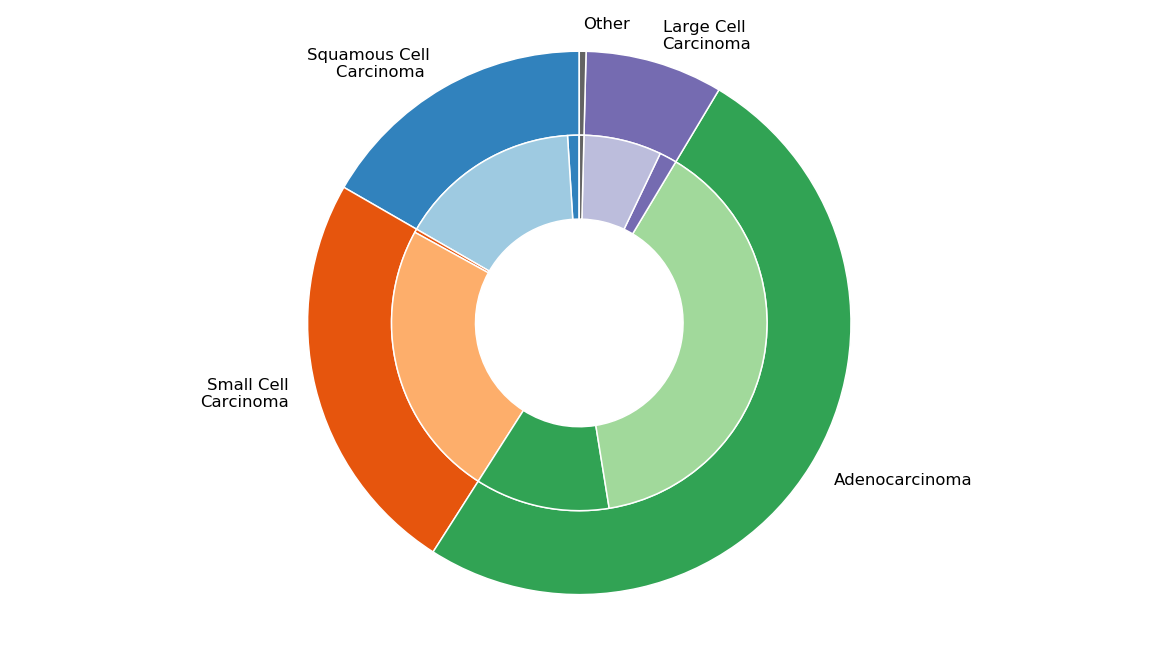 Other
Large Cell
Carcinoma
Squamous Cell
Carcinoma
Small Cell
Carcinoma
Adenocarcinoma